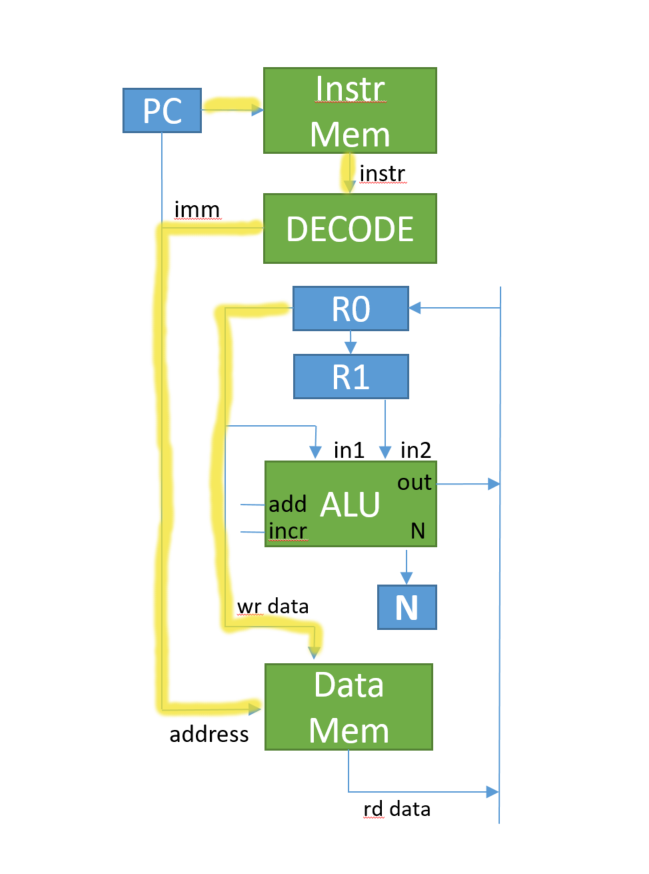 PC
Instr
Mem
instr
imm
DECODE
R0
R1
in1 in2
out
add ALU
incr N
N
wr data
Data
Mem
address
rd data